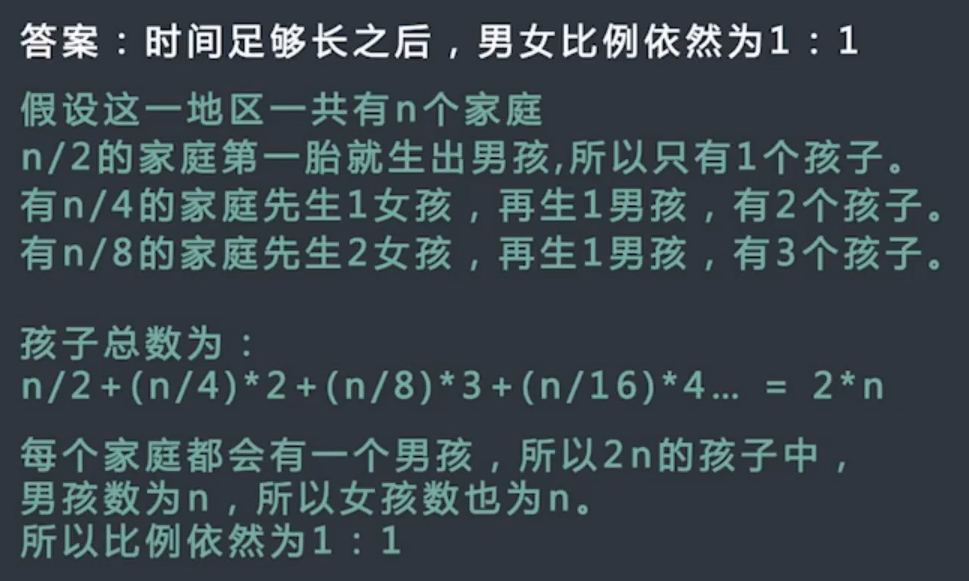 答案：时间足够长之后，男女比例依然为1：1
假设这一地区一共有n个家庭
n/2的家庭第一胎就生出男孩,所以只有1个孩子。
有n/4的家庭先生1女孩，再生1男孩，有2个孩子。
有n/8的家庭先生2女孩，再生1男孩，有3个孩子。
孩子总数为：
n/2+(n/4)*2+(n/8)*3+(n/16)*4… = 2*n
每个家庭都会有一个男孩，所以2n的孩子中，
男孩数为n，所以女孩数也为n。
所以比例依然为1：1